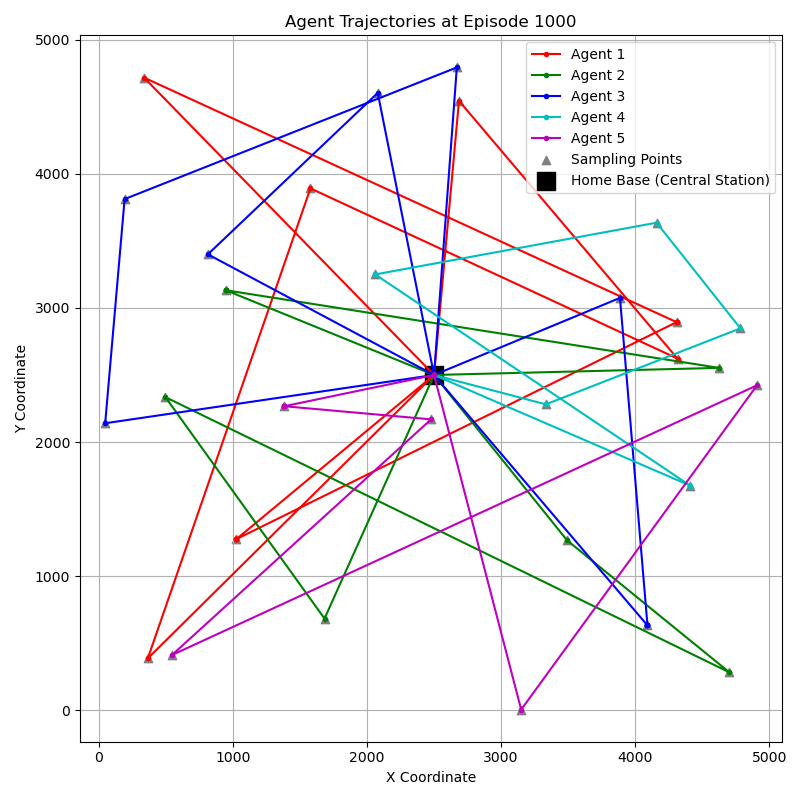 Agent Trajectories at Episode 1000
Agent 1
Agent 2
Agent 3
Agent 4
Agent 5
Sampling Points
Home Base (Central Station)
Y Coordinate
5000
4000
3000
2000
1000
0
0 1000 2000 3000 4000 5000
X Coordinate